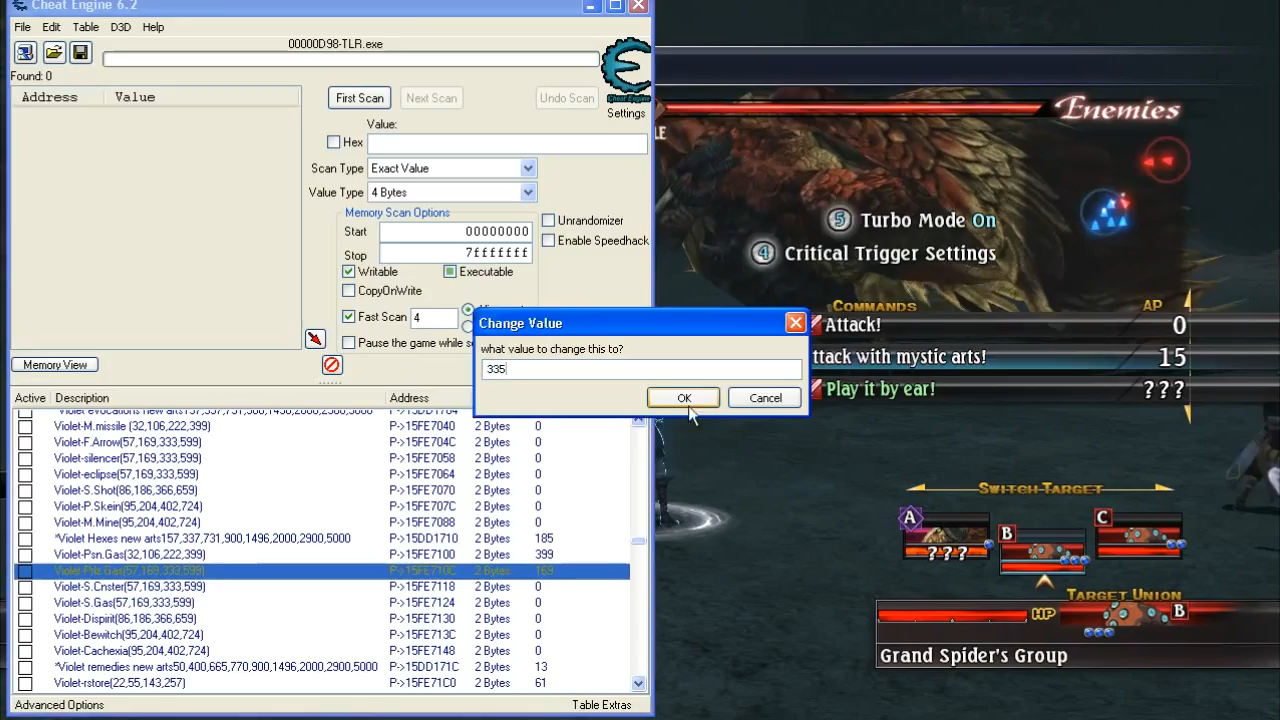 Cheat Engine 6.2
File Edit Table D3D Help
00000D98-TLR.exe
Found: 0
Address Value
First Scan Next Scan Undo Scan
Cheat Engine
Settings
Value:
Hex
Scan Type Exact Value
Value Type 4 Bytes
Memory Scan Options
Start 00000000
Stop 7fffffff
Unrandomizer
Enable Speedhack
Writable Executable
CopyOnWrite
Fast Scan 4
Pause the game while
Memory View
Change Value
what value to change this to?
335
OK Cancel
Active Description Address
Violet-M.missile (32,106,222,399) P->15FE7040 2 Bytes 0
Violet-F.Arrow(57,169,333,599) P->15FE704C 2 Bytes 0
Violet-silencer(57,169,333,599) P->15FE7058 2 Bytes 0
Violet-eclipse(57,169,333,599) P->15FE7064 2 Bytes 0
Violet-S.Shot(86,186,366,659) P->15FE7070 2 Bytes 0
Violet-P.Skein(95,204,402,724) P->15FE707C 2 Bytes 0
Violet-M.Mine(95,204,402,724) P->15FE7088 2 Bytes 0
*Violet Hexes new arts157,337,731,900,1496,2000,2900,5000 P->15DD1710 2 Bytes 185
Violet-Psn.Gas(32,106,222,399) P->15FE7100 2 Bytes 399
Violet-Prlz.Gas(57,169,333,599) P->15FE710C 2 Bytes 169
Violet-S.Cnster(57,169,333,599) P->15FE7118 2 Bytes 0
Violet-S.Gas(57,169,333,599) P->15FE7124 2 Bytes 0
Violet-Dispirit(86,186,366,659) P->15FE7130 2 Bytes 0
Violet-Bewitch(95,204,402,724) P->15FE713C 2 Bytes 0
Violet-Cachexia(95,204,402,724) P->15FE7148 2 Bytes 0
*Violet remedies new arts50,400,665,770,900,1496,2000,2900,5000 P->15DD171C 2 Bytes 13
Violet-rstore(22,55,143,257) P->15FE71C0 2 Bytes 61
Advanced Options Table Extras
Enemies
5 Turbo Mode On
4 Critical Trigger Settings
Commands AP
Attack! 0
ttack with mystic arts! 15
Play it by ear! ???
Switch Target
A B C
???
Target Union
HP B
Grand Spider's Group